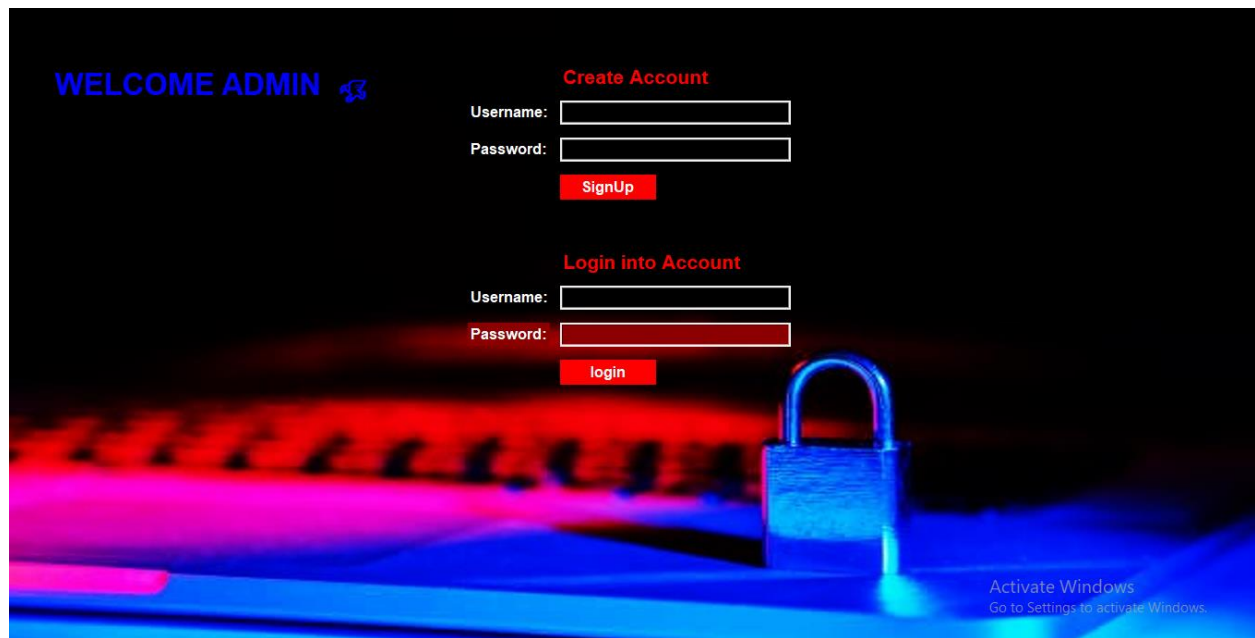 WELCOME ADMIN
Create Account
Username:
Password:
SignUp
Login into Account
Username:
Password:
login
Activate Windows
Go to Settings to activate Windows.